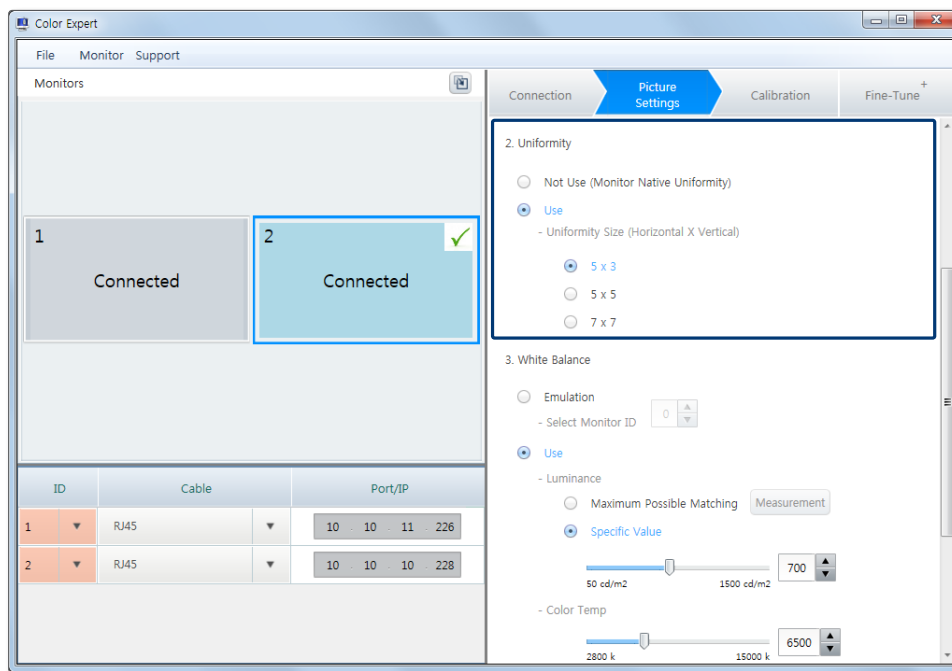 Color Expert
File Monitor Support
Monitors
1
Connected
2
Connected
ID Cable Port/IP
1 RJ45 10 . 10 . 11 . 226
2 RJ45 10 . 10 . 10 . 228
Connection
Picture
Settings
Calibration
Fine-Tune+
2. Uniformity
Not Use (Monitor Native Uniformity)
Use
- Uniformity Size (Horizontal X Vertical)
5 x 3
5 x 5
7 x 7
3. White Balance
Emulation
- Select Monitor ID 0
Use
- Luminance
Maximum Possible Matching Measurement
Specific Value
700
50 cd/m2 1500 cd/m2
- Color Temp
6500
2800 k 15000 k